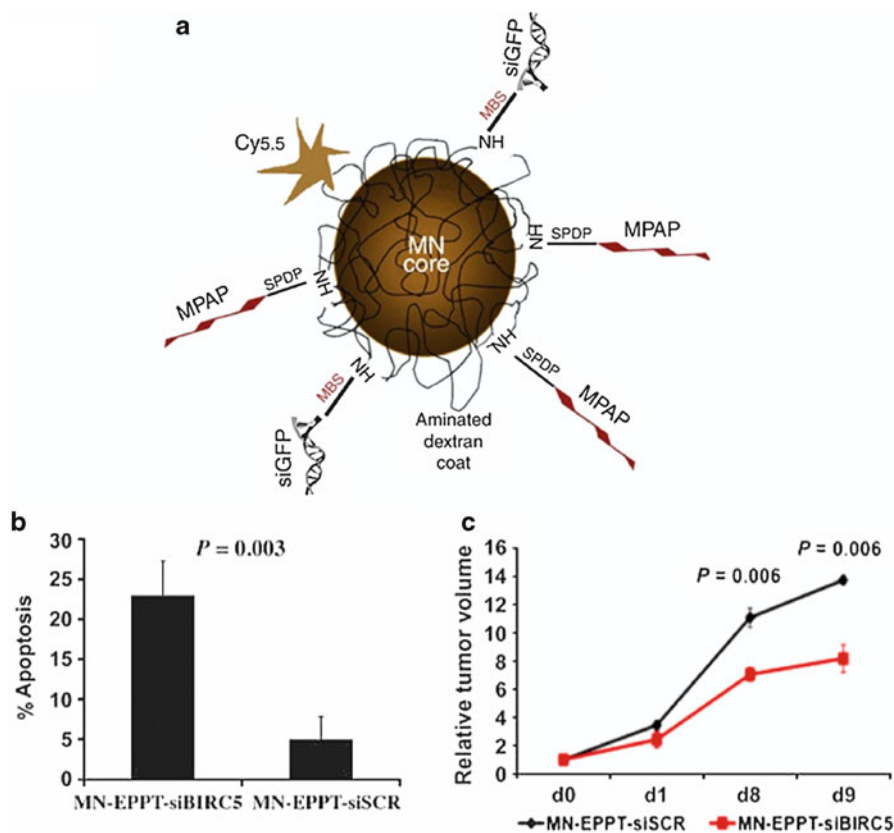 a
siGFP
MBS
NH
Cy5.5
MN
core
NH
SPDP
MPAP
MPAP
SPDP
NH
NH
SPDP
MPAP
NH
MBS
siGFP
Aminated
dextran
coat
b
% Apoptosis
30
25
20
15
10
5
0
P = 0.003
MN-EPPT-siBIRC5
MN-EPPT-siSCR
c
Relative tumor volume
16
14
12
10
8
6
4
2
0
P = 0.006
P = 0.006
d0
d1
d8
d9
MN-EPPT-siSCR
MN-EPPT-siBIRC5